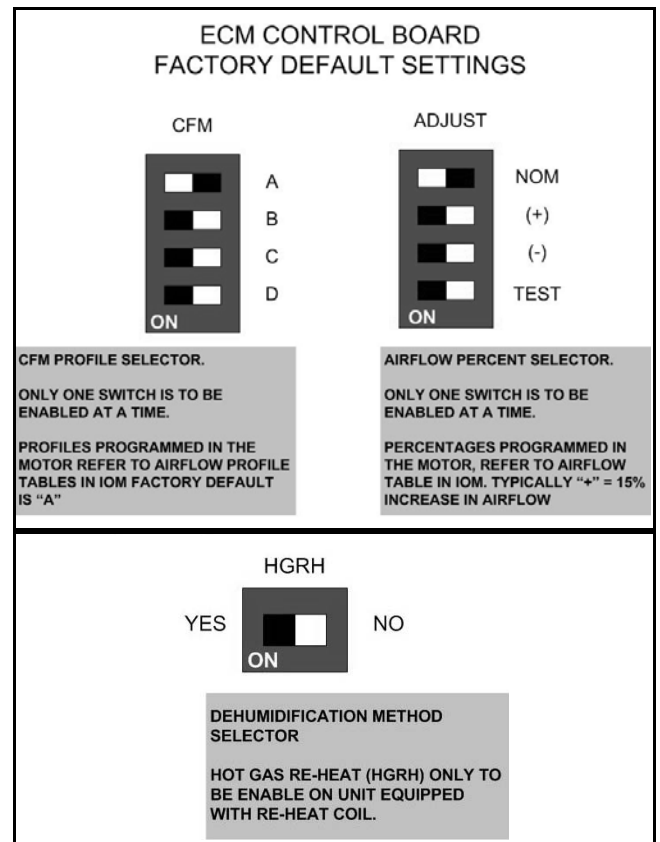 ECM CONTROL BOARD
FACTORY DEFAULT SETTINGS
CFM
A
B
C
D
ON
CFM PROFILE SELECTOR.
ONLY ONE SWITCH IS TO BE
ENABLED AT A TIME.
PROFILES PROGRAMMED IN THE
MOTOR REFER TO AIRFLOW PROFILE
TABLES IN IOM FACTORY DEFAULT
IS “A”
ADJUST
NOM
(+)
(-)
TEST
ON
AIRFLOW PERCENT SELECTOR.
ONLY ONE SWITCH IS TO BE
ENABLED AT A TIME.
PERCENTAGES PROGRAMMED IN
THE MOTOR, REFER TO AIRFLOW
TABLE IN IOM. TYPICALLY “+” = 15%
INCREASE IN AIRFLOW
HGRH
YES
NO
ON
DEHUMIDIFICATION METHOD
SELECTOR
HOT GAS RE-HEAT (HGRH) ONLY TO
BE ENABLE ON UNIT EQUIPPED
WITH RE-HEAT COIL.